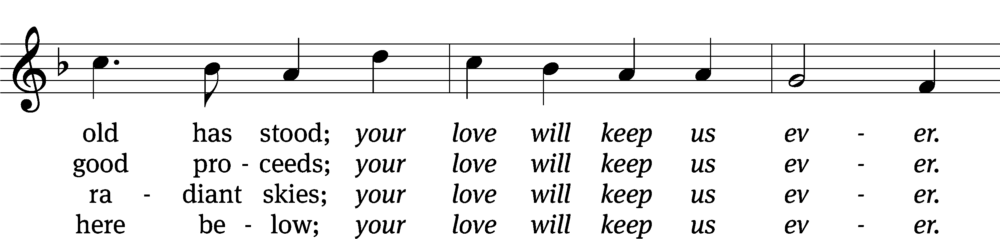 old has stood; your love will keep us ev - er.
good pro - ceeds; your love will keep us ev - er.
ra - diant skies; your love will keep us ev - er.
here be - low; your love will keep us ev - er.